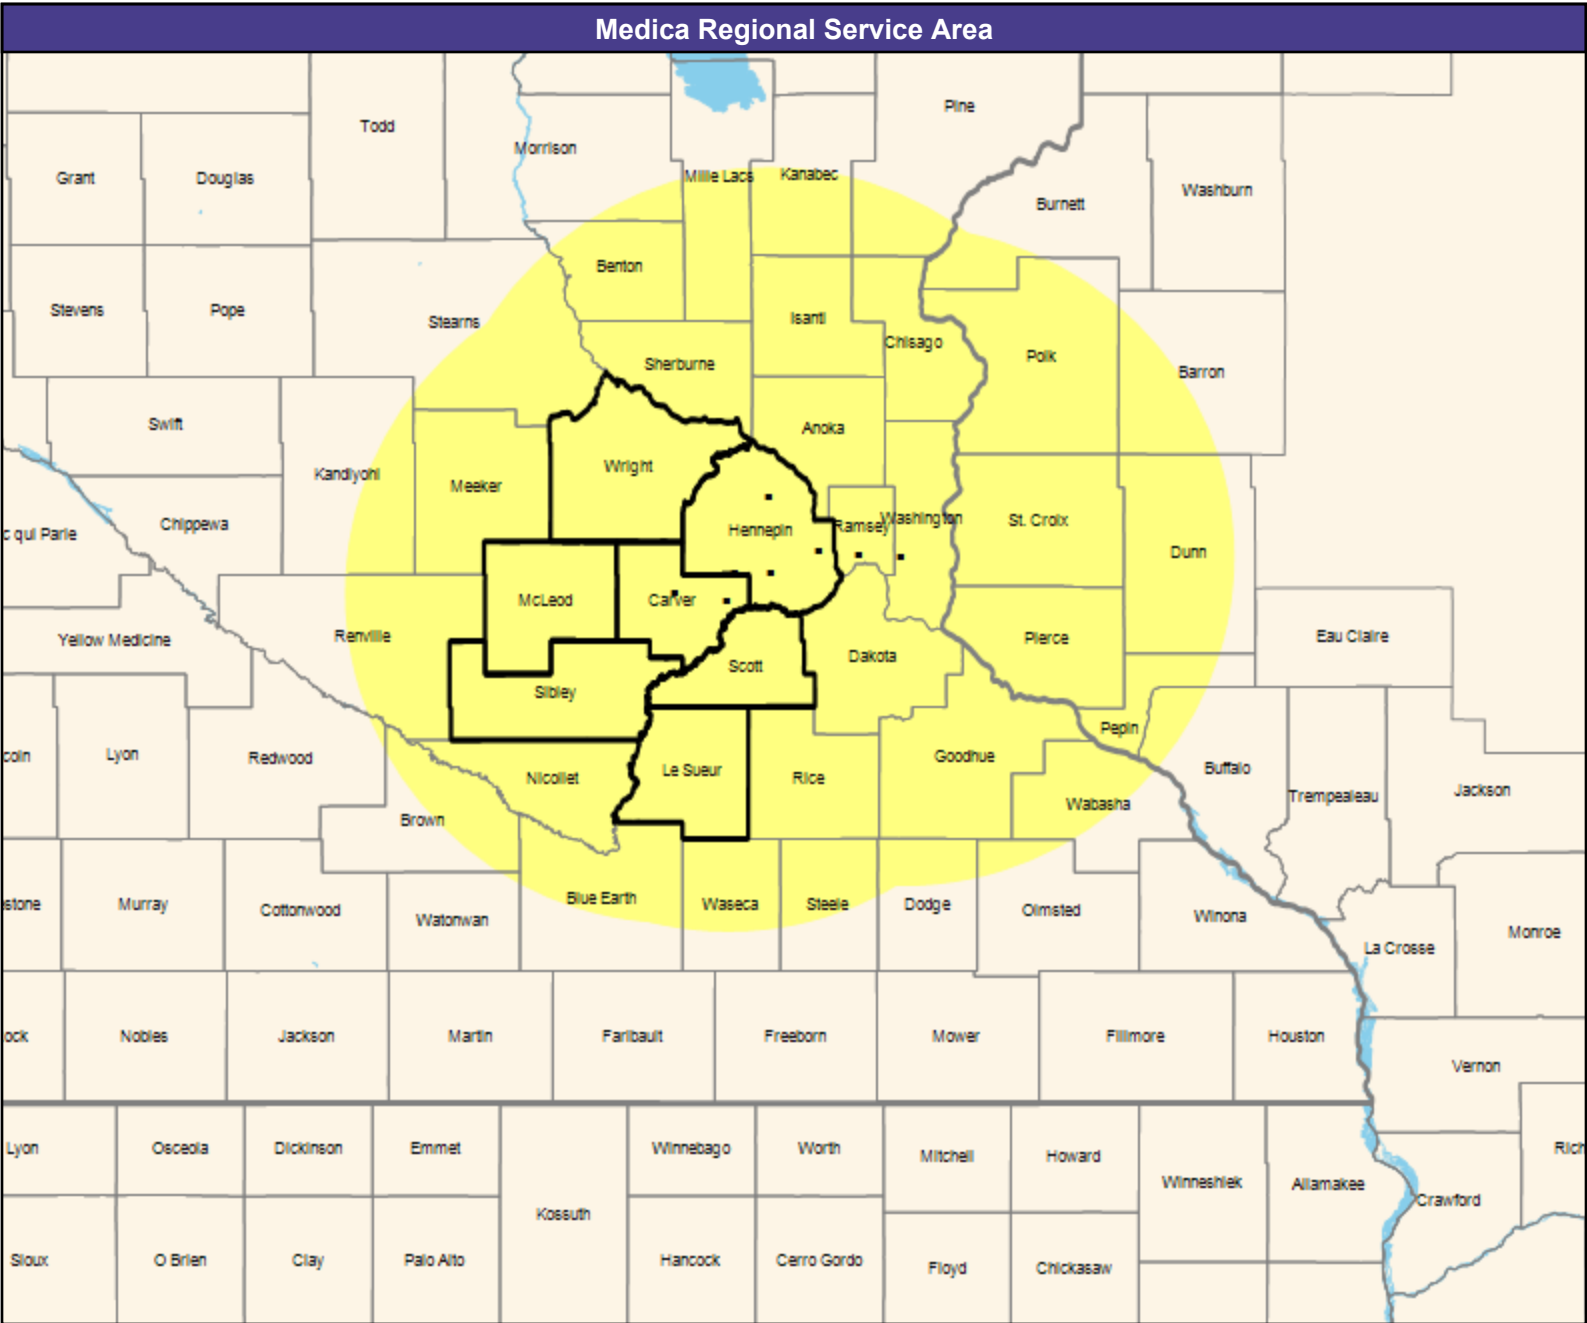 Medica Regional Service Area
Pine
Todd
Morrison
Grant
Douglas
Mille Lacs
Kanabec
Washburn
Burnett
Benton
Stevens
Pope
Stearns
Isanti
Chisago
Polk
Sherburne
Barron
Swift
Anoka
Wright
Kandiyohi
Meeker
Chippewa
Hennepin
Ramsey
Washington
St. Croix
c qui Parle
Dunn
McLeod
Carver
Yellow Medicine
Renville
Dakota
Pierce
Eau Claire
Scott
Sibley
coln
Lyon
Redwood
Nicollet
Le Sueur
Rice
Goodhue
Pepin
Buffalo
Trempealeau
Jackson
Wabasha
Brown
stone
Murray
Cottonwood
Watonwan
Blue Earth
Waseca
Steele
Dodge
Olmsted
Winona
La Crosse
Monroe
ock
Nobles
Jackson
Martin
Faribault
Freeborn
Mower
Fillmore
Houston
Vernon
Lyon
Osceola
Dickinson
Emmet
Winnebago
Worth
Mitchell
Howard
Rich
Winneshiek
Allamakee
Crawford
Kossuth
Sioux
O Brien
Clay
Palo Alto
Hancock
Cerro Gordo
Floyd
Chickasaw